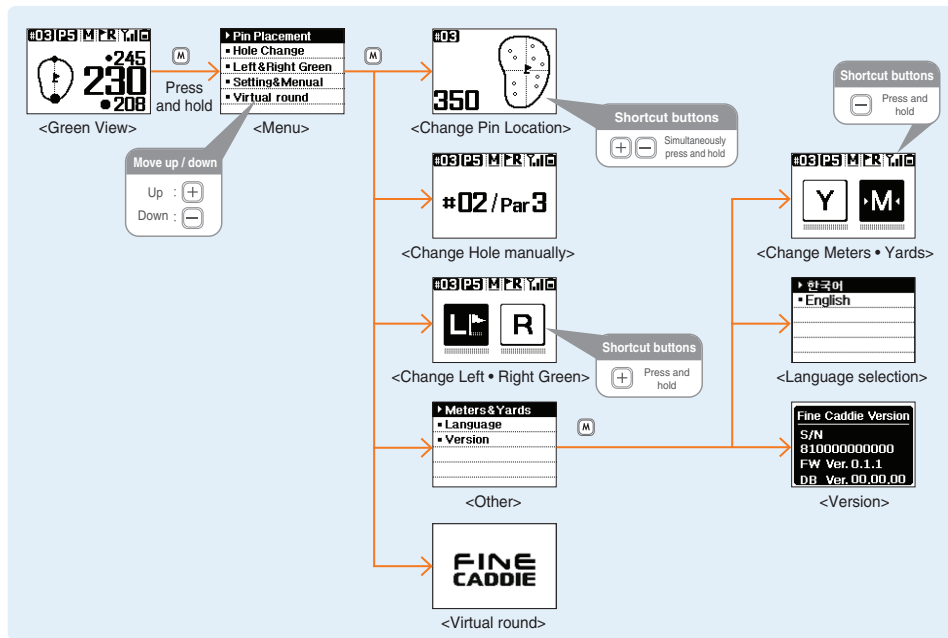 #03 P5 M R Y
245
230
208
<Green View>
M
Press
and hold
Pin Placement
Hole Change
Left&Right Green
Setting&Menual
Virtual round
<Menu>
Move up / down
Up : +
Down : −
M
#03
350
<Change Pin Location>
Shortcut buttons
+ − Simultaneously
press and hold
#03 P5 M R Y
#02/Par3
<Change Hole manually>
#03 P5 M R Y
L R
<Change Left • Right Green>
Shortcut buttons
+ Press and
hold
Meters&Yards
Language
Version
<Other>
M
FINE
CADDIE
<Virtual round>
Shortcut buttons
− Press and
hold
#03 P5 M R Y
Y M
<Change Meters • Yards>
한국어
English
<Language selection>
Fine Caddie Version
S/N
810000000000
FW Ver. 0.1.1
DB Ver. 00,00,00
<Version>